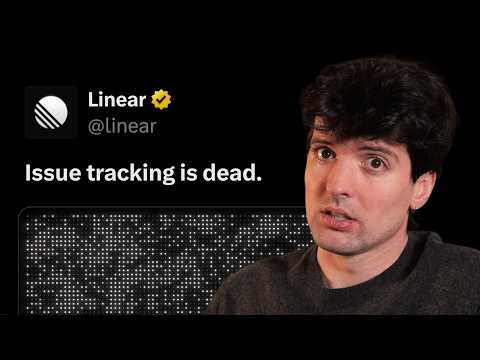 Linear
@linear
Issue tracking is dead.